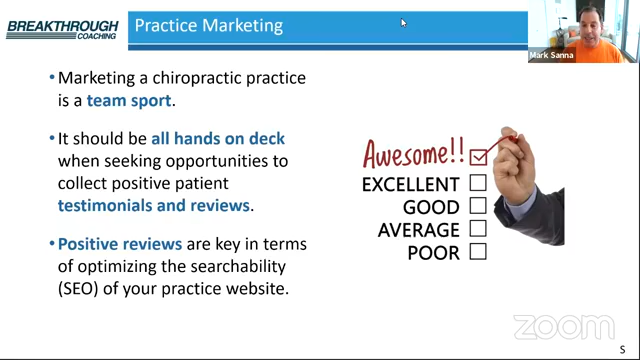 BREAKTHROUGH
COACHING
Practice Marketing
Mark Sanna
• Marketing a chiropractic practice
is a team sport.
• It should be all hands on deck
when seeking opportunities to
collect positive patient
testimonials and reviews.
• Positive reviews are key in terms
of optimizing the searchability
(SEO) of your practice website.
Awesome!!
EXCELLENT
GOOD
AVERAGE
POOR
zoom
S